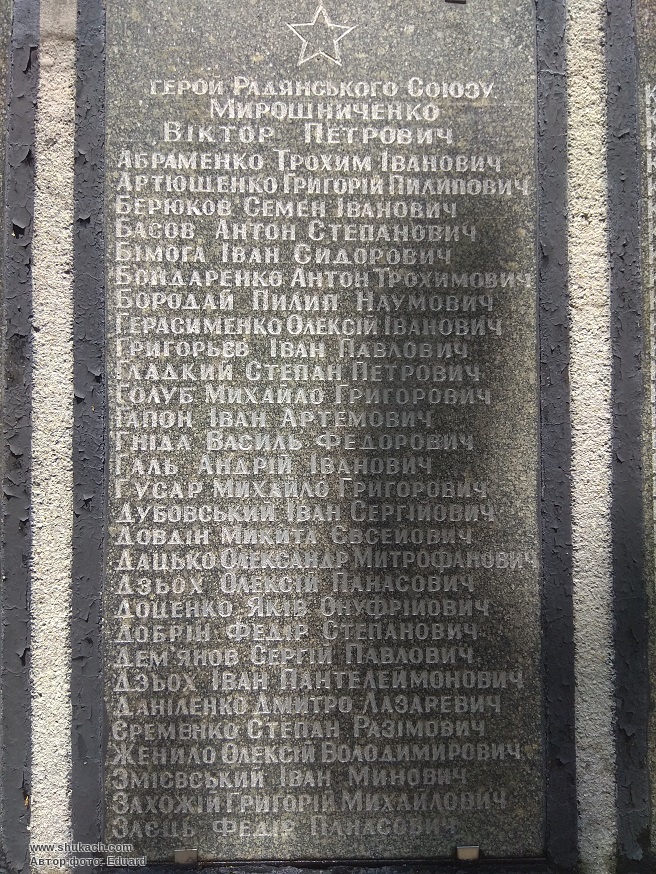 Герой Радянського Союзу
Мирошниченко
Віктор Петрович
Абраменко Трохим Іванович
Артюшенко Григорій Пилипович
Берюков Семен Іванович
Басов Антон Степанович
Бімога Іван Сидорович
Бондаренко Антон Трохимович
Бородай Пилип Наумович
Герасименко Олексій Іванович
Григорьєв Іван Павлович
Гладкий Степан Петрович
Голуб Михайло Григорович
Гапон Іван Артемович
Гніда Василь Федорович
Галь Андрій Іванович
Гусар Михайло Григорович
Дубовський Іван Сергійович
Довдін Микита Євсейович
Дацько Олександр Митрофанович
Дзьох Олексій Панасович
Доценко Яків Онуфрійович
Добрін Федір Степанович
Дем'янов Сергій Павлович
Дзьох Іван Пантелеймонович
Даніленко Дмитро Лазаревич
Єременко Степан Разімович
Женило Олексій Володимирович
Змієвський Іван Минович
Захожій Григорій Михайлович
Заєць Федір Панасович
www.shukach.com
Автор фото: Eduard